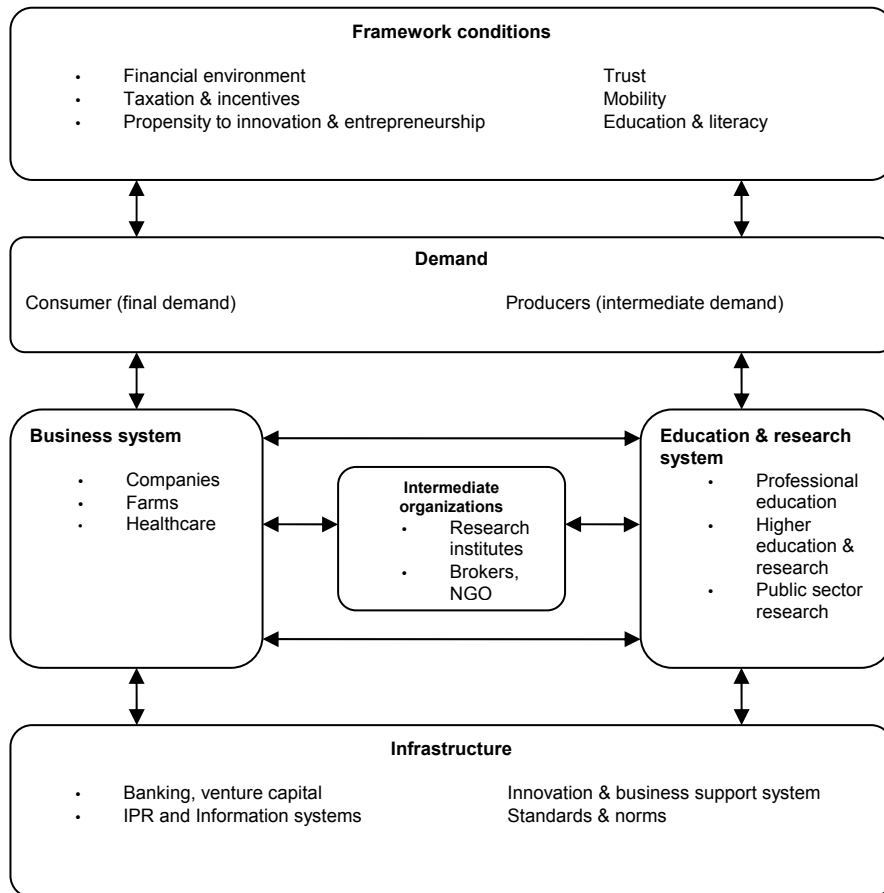 Framework conditions
• Financial environment Trust
• Taxation & incentives Mobility
• Propensity to innovation & entrepreneurship Education & literacy
Demand
Consumer (final demand) Producers (intermediate demand)
Business system
• Companies
• Farms
• Healthcare
Intermediate
organizations
• Research
institutes
• Brokers,
NGO
Education & research
system
• Professional
education
• Higher
education &
research
• Public sector
research
Infrastructure
• Banking, venture capital Innovation & business support system
• IPR and Information systems Standards & norms